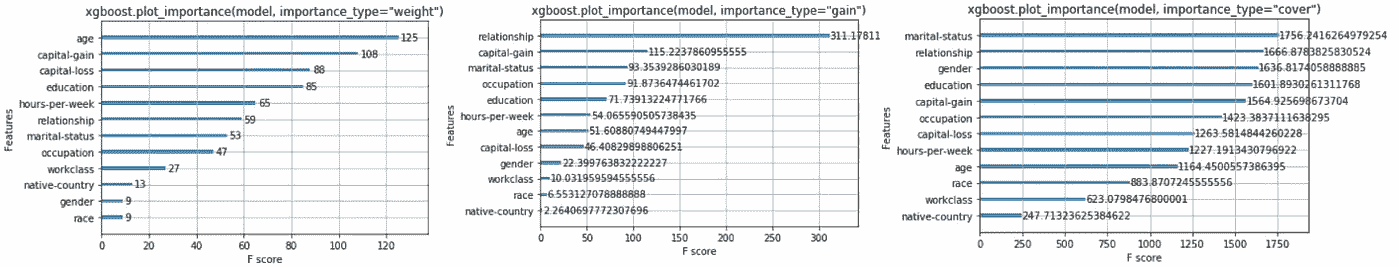 xgboost.plot_importance(model, importance_type="weight")
Features
age 125
capital-gain 108
capital-loss 88
education 85
hours-per-week 65
relationship 59
marital-status 53
occupation 47
workclass 27
native-country 13
gender 9
race 9
0 20 40 60 80 100 120
F score
xgboost.plot_importance(model, importance_type="gain")
Features
relationship 311.17811
capital-gain 115.2237860955555
marital-status 93.3539286030189
occupation 91.8736474461702
education 71.73913224771766
hours-per-week 54.065590505738435
age 51.60880749447997
capital-loss 46.40829898806251
gender 22.399763832222227
workclass 10.031959594555556
race 6.553127078888888
native-country 2.2640697772307696
0 50 100 150 200 250 300
F score
xgboost.plot_importance(model, importance_type="cover")
Features
marital-status 1756.2416264979254
relationship 1666.8783825830524
gender 1636.8174058888885
education 1601.8930261311768
capital-gain 1564.925698673704
occupation 1423.3837111638295
capital-loss 1263.5814844260228
hours-per-week 1227.1913430796922
age 1164.4500557386395
race 883.8707245555556
workclass 623.0798476800001
native-country 247.71323625384622
0 250 500 750 1000 1250 1500 1750
F score